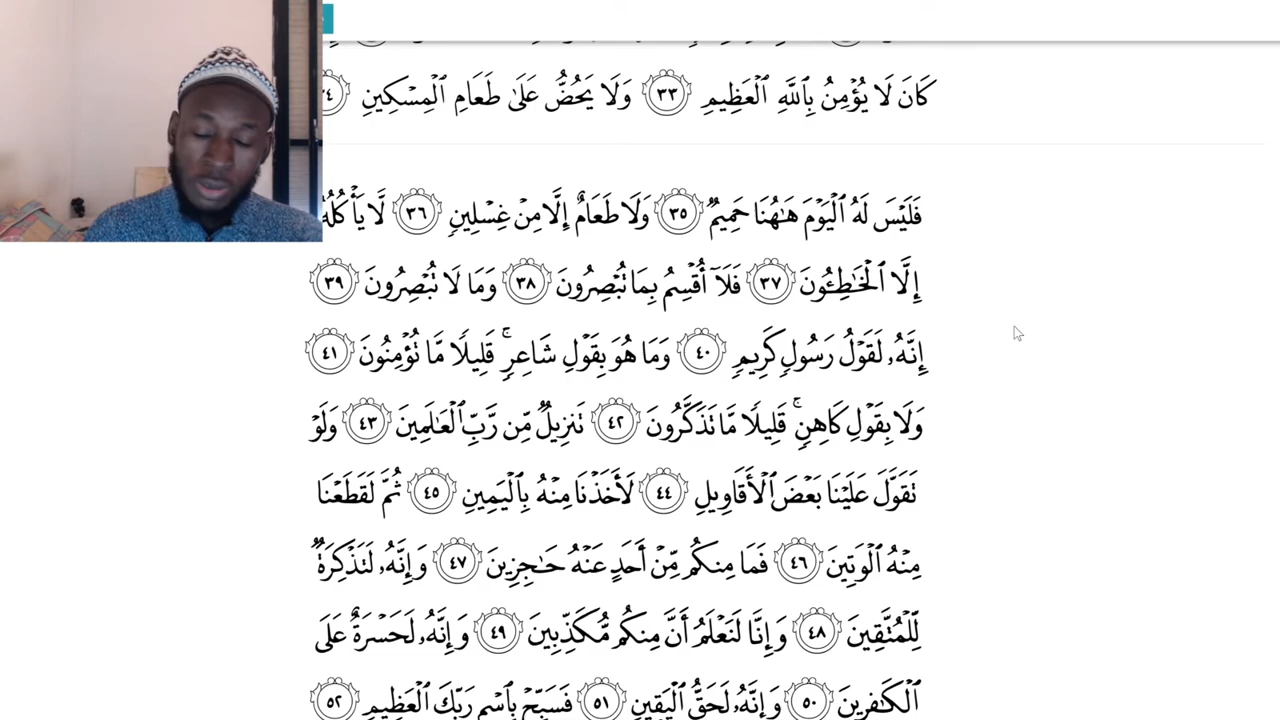 كَانَ لَا يُؤْمِنُ بِٱللَّهِ ٱلْعَظِيمِ ٣٣ وَلَا يَحُضُّ عَلَىٰ طَعَامِ ٱلْمِسْكِينِ
فَلَيْسَ لَهُ ٱلْيَوْمَ هَٰهُنَا حَمِيمٌ ٣٥ وَلَا طَعَامٌ إِلَّا مِنْ غِسْلِينٍ ٣٦ لَّا يَأْكُلُهُ
إِلَّا ٱلْخَٰطِـُٔونَ ٣٧ فَلَآ أُقْسِمُ بِمَا تُبْصِرُونَ ٣٨ وَمَا لَا تُبْصِرُونَ ٣٩
إِنَّهُۥ لَقَوْلُ رَسُولٍ كَرِيمٍ ٤٠ وَمَا هُوَ بِقَوْلِ شَاعِرٍ ۚ قَلِيلًا مَّا تُؤْمِنُونَ ٤١
وَلَا بِقَوْلِ كَاهِنٍ ۚ قَلِيلًا مَّا تَذَكَّرُونَ ٤٢ تَنزِيلٌ مِّن رَّبِّ ٱلْعَٰلَمِينَ ٤٣ وَلَوْ
تَقَوَّلَ عَلَيْنَا بَعْضَ ٱلْأَقَاوِيلِ ٤٤ لَأَخَذْنَا مِنْهُ بِٱلْيَمِينِ ٤٥ ثُمَّ لَقَطَعْنَا
مِنْهُ ٱلْوَتِينَ ٤٦ فَمَا مِنكُم مِّنْ أَحَدٍ عَنْهُ حَٰجِزِينَ ٤٧ وَإِنَّهُۥ لَتَذْكِرَةٌ
لِّلْمُتَّقِينَ ٤٨ وَإِنَّا لَنَعْلَمُ أَنَّ مِنكُم مُّكَذِّبِينَ ٤٩ وَإِنَّهُۥ لَحَسْرَةٌ عَلَى
ٱلْكَٰفِرِينَ ٥٠ وَإِنَّهُۥ لَحَقُّ ٱلْيَقِينِ ٥١ فَسَبِّحْ بِٱسْمِ رَبِّكَ ٱلْعَظِيمِ ٥٢